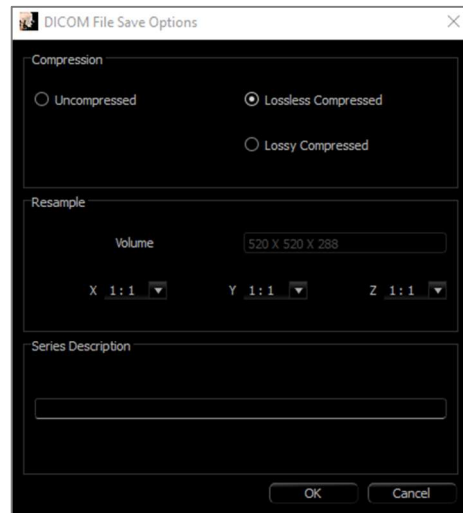 DICOM File Save Options
Compression
Uncompressed
Lossless Compressed
Lossy Compressed
Resample
Volume
520 X 520 X 288
X 1:1 Y 1:1 Z 1:1
Series Description
OK Cancel